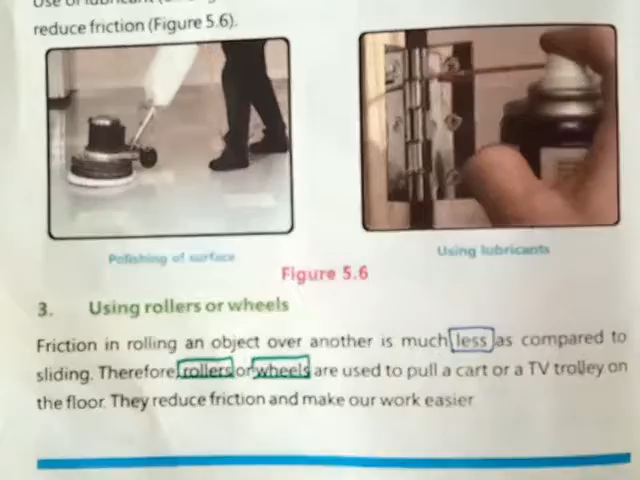 reduce friction (Figure 5.6).
Polishing of surface
Using lubricants
Figure 5.6
3. Using rollers or wheels
Friction in rolling an object over another is much less as compared to
sliding. Therefore rollers or wheels are used to pull a cart or a TV trolley on
the floor. They reduce friction and make our work easier